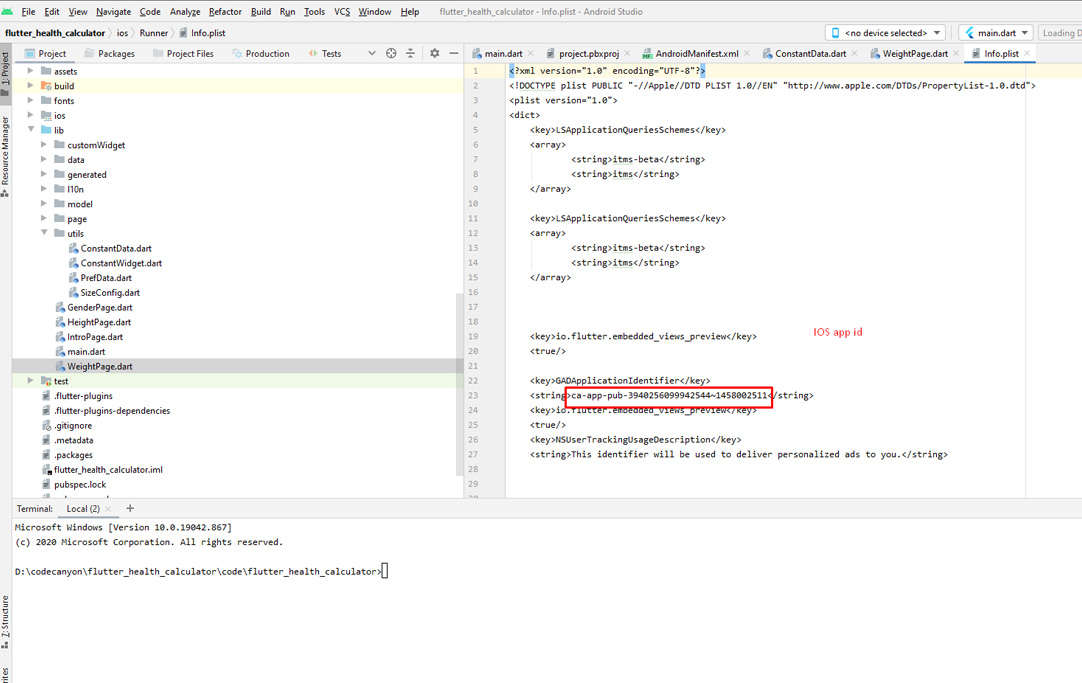 File Edit View Navigate Code Analyze Refactor Build Run Tools VCS Window Help flutter_health_calculator - Info.plist - Android Studio
flutter_health_calculator ios Runner Info.plist <no device selected> main.dart Loading D
Project Packages Project Files Production Tests
main.dart project.pbxproj AndroidManifest.xml ConstantData.dart WeightPage.dart Info.plist
1: Project
Resource Manager
assets
build
fonts
ios
lib
customWidget
data
generated
l10n
model
page
utils
ConstantData.dart
ConstantWidget.dart
PrefData.dart
SizeConfig.dart
GenderPage.dart
HeightPage.dart
IntroPage.dart
main.dart
WeightPage.dart
test
.flutter-plugins
.flutter-plugins-dependencies
.gitignore
.metadata
.packages
flutter_health_calculator.iml
pubspec.lock
1 <?xml version="1.0" encoding="UTF-8"?>
2 <!DOCTYPE plist PUBLIC "-//Apple//DTD PLIST 1.0//EN" "http://www.apple.com/DTDs/PropertyList-1.0.dtd">
3 <plist version="1.0">
4 <dict>
5 <key>LSApplicationQueriesSchemes</key>
6 <array>
7 <string>itms-beta</string>
8 <string>itms</string>
9 </array>
10
11 <key>LSApplicationQueriesSchemes</key>
12 <array>
13 <string>itms-beta</string>
14 <string>itms</string>
15 </array>
16
17
18
19 <key>io.flutter.embedded_views_preview</key>
IOS app id
20 <true/>
21
22 <key>GADApplicationIdentifier</key>
23 <string>ca-app-pub-3940256099942544~1458002511</string>
24 <key>io.flutter.embedded_views_preview</key>
25 <true/>
26 <key>NSUserTrackingUsageDescription</key>
27 <string>This identifier will be used to deliver personalized ads to you.</string>
28
29
Terminal: Local (2) +
Microsoft Windows [Version 10.0.19042.867]
(c) 2020 Microsoft Corporation. All rights reserved.
D:\codecanyon\flutter_health_calculator\code\flutter_health_calculator>
7: Structure